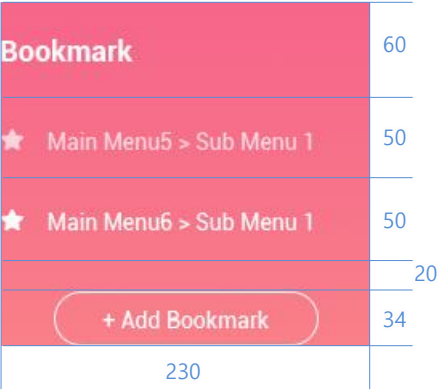 Bookmark
60
Main Menu5 > Sub Menu 1
50
Main Menu6 > Sub Menu 1
50
20
+ Add Bookmark
34
230